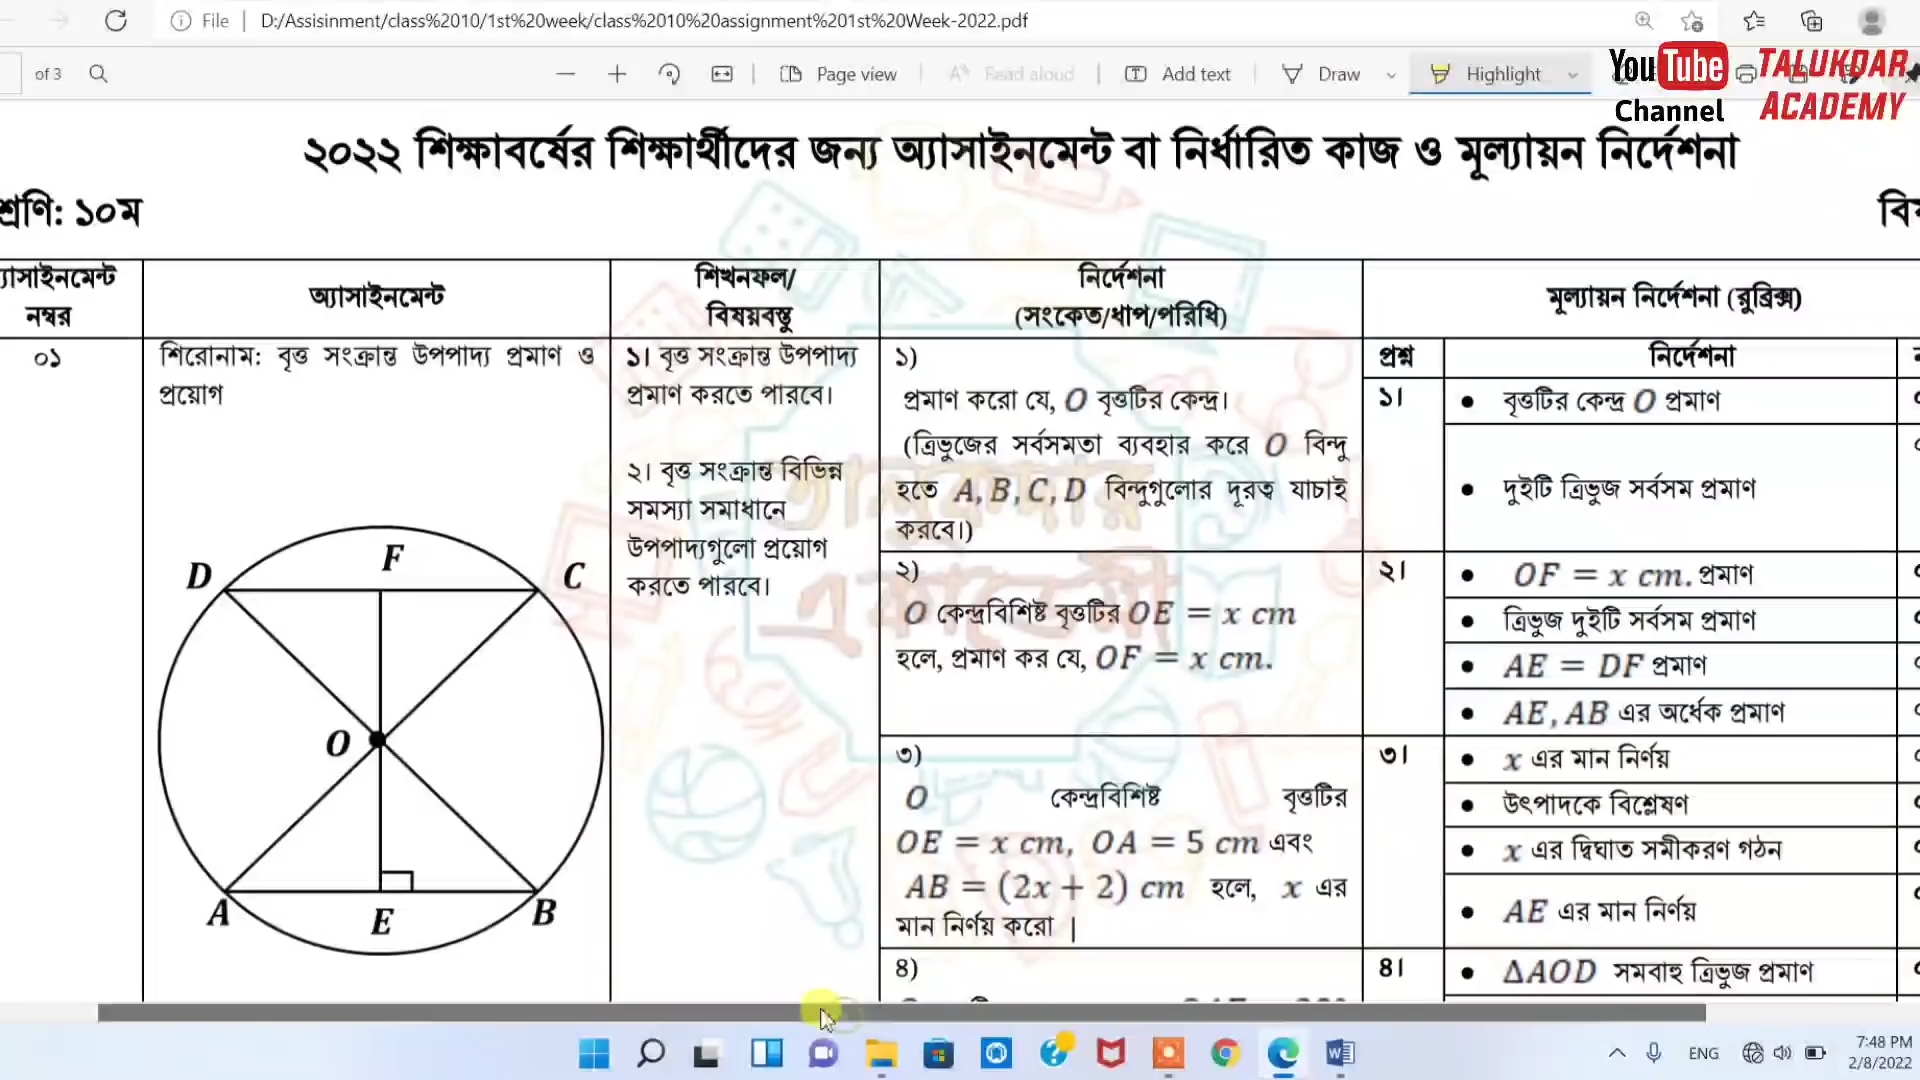 File
D:/Assisinment/class%2010/1st%20week/class%2010%20assignment%201st%20Week-2022.pdf
of 3
Page view
Read aloud
Add text
Draw
Highlight
YouTube
Channel
TALUKDAR
ACADEMY
২০২২ শিক্ষাবর্ষের শিক্ষার্থীদের জন্য অ্যাসাইনমেন্ট বা নির্ধারিত কাজ ও মূল্যায়ন নির্দেশনা
শ্রেণি: ১০ম
নম্বর
অ্যাসাইনমেন্ট
শিখনফল/
বিষয়বস্তু
নির্দেশনা
(সংকেত/ধাপ/পরিধি)
মূল্যায়ন নির্দেশনা (রুব্রিক্স)
০১
শিরোনাম: বৃত্ত সংক্রান্ত উপপাদ্য প্রমাণ ও
প্রয়োগ
D
F
C
O
A
E
B
১। বৃত্ত সংক্রান্ত উপপাদ্য
প্রমাণ করতে পারবে।
২। বৃত্ত সংক্রান্ত বিভিন্ন
সমস্যা সমাধানে
উপপাদ্যগুলো প্রয়োগ
করতে পারবে।
১)
প্রমাণ করো যে, O বৃত্তটির কেন্দ্র।
(ত্রিভুজের সর্বসমতা ব্যবহার করে O বিন্দু
হতে A, B, C, D বিন্দুগুলোর দূরত্ব যাচাই
করবে।)
২)
O কেন্দ্রবিশিষ্ট বৃত্তটির OE = x cm
হলে, প্রমাণ কর যে, OF = x cm.
৩)
O কেন্দ্রবিশিষ্ট বৃত্তটির
OE = x cm, OA = 5 cm এবং
AB = (2x + 2) cm হলে, x এর
মান নির্ণয় করো |
৪)
প্রশ্ন
নির্দেশনা
১।
• বৃত্তটির কেন্দ্র O প্রমাণ
• দুইটি ত্রিভুজ সর্বসম প্রমাণ
২।
• OF = x cm. প্রমাণ
• ত্রিভুজ দুইটি সর্বসম প্রমাণ
• AE = DF প্রমাণ
• AE, AB এর অর্ধেক প্রমাণ
৩।
• x এর মান নির্ণয়
• উৎপাদকে বিশ্লেষণ
• x এর দ্বিঘাত সমীকরণ গঠন
• AE এর মান নির্ণয়
৪।
• ΔAOD সমবাহু ত্রিভুজ প্রমাণ
তালুকদার
একাডেমী
ENG
7:48 PM
2/8/2022